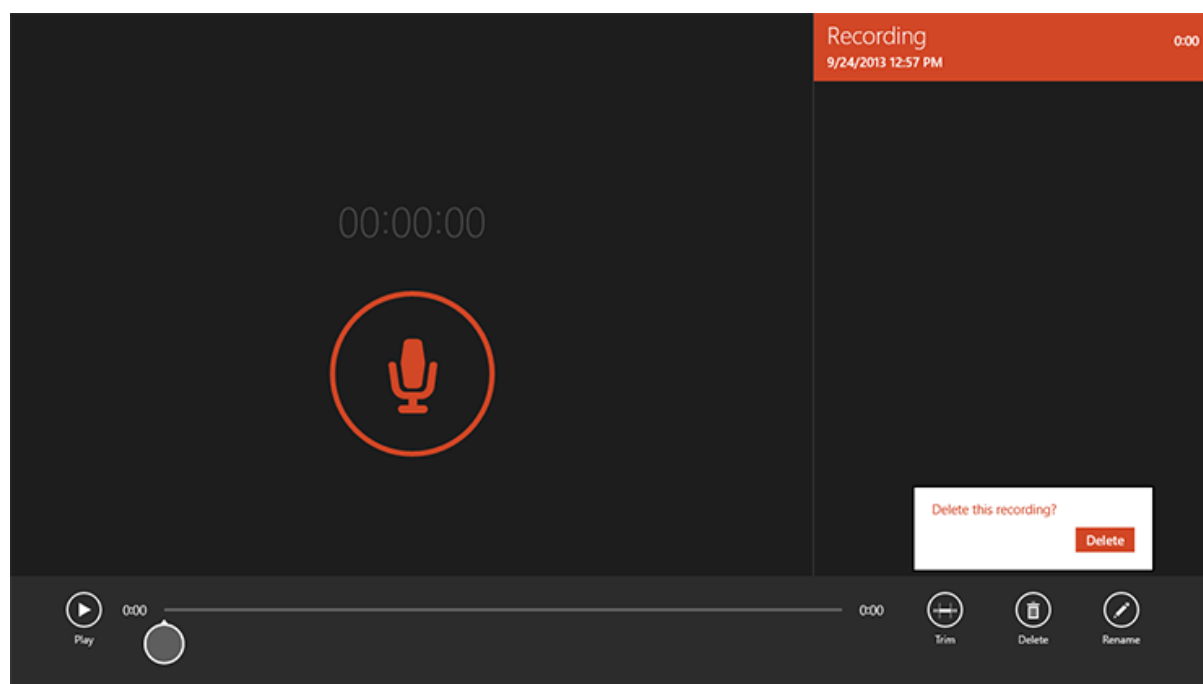 Recording
0:00
9/24/2013 12:57 PM
00:00:00
Delete this recording?
Delete
0:00
0:00
Play
Trim
Delete
Rename